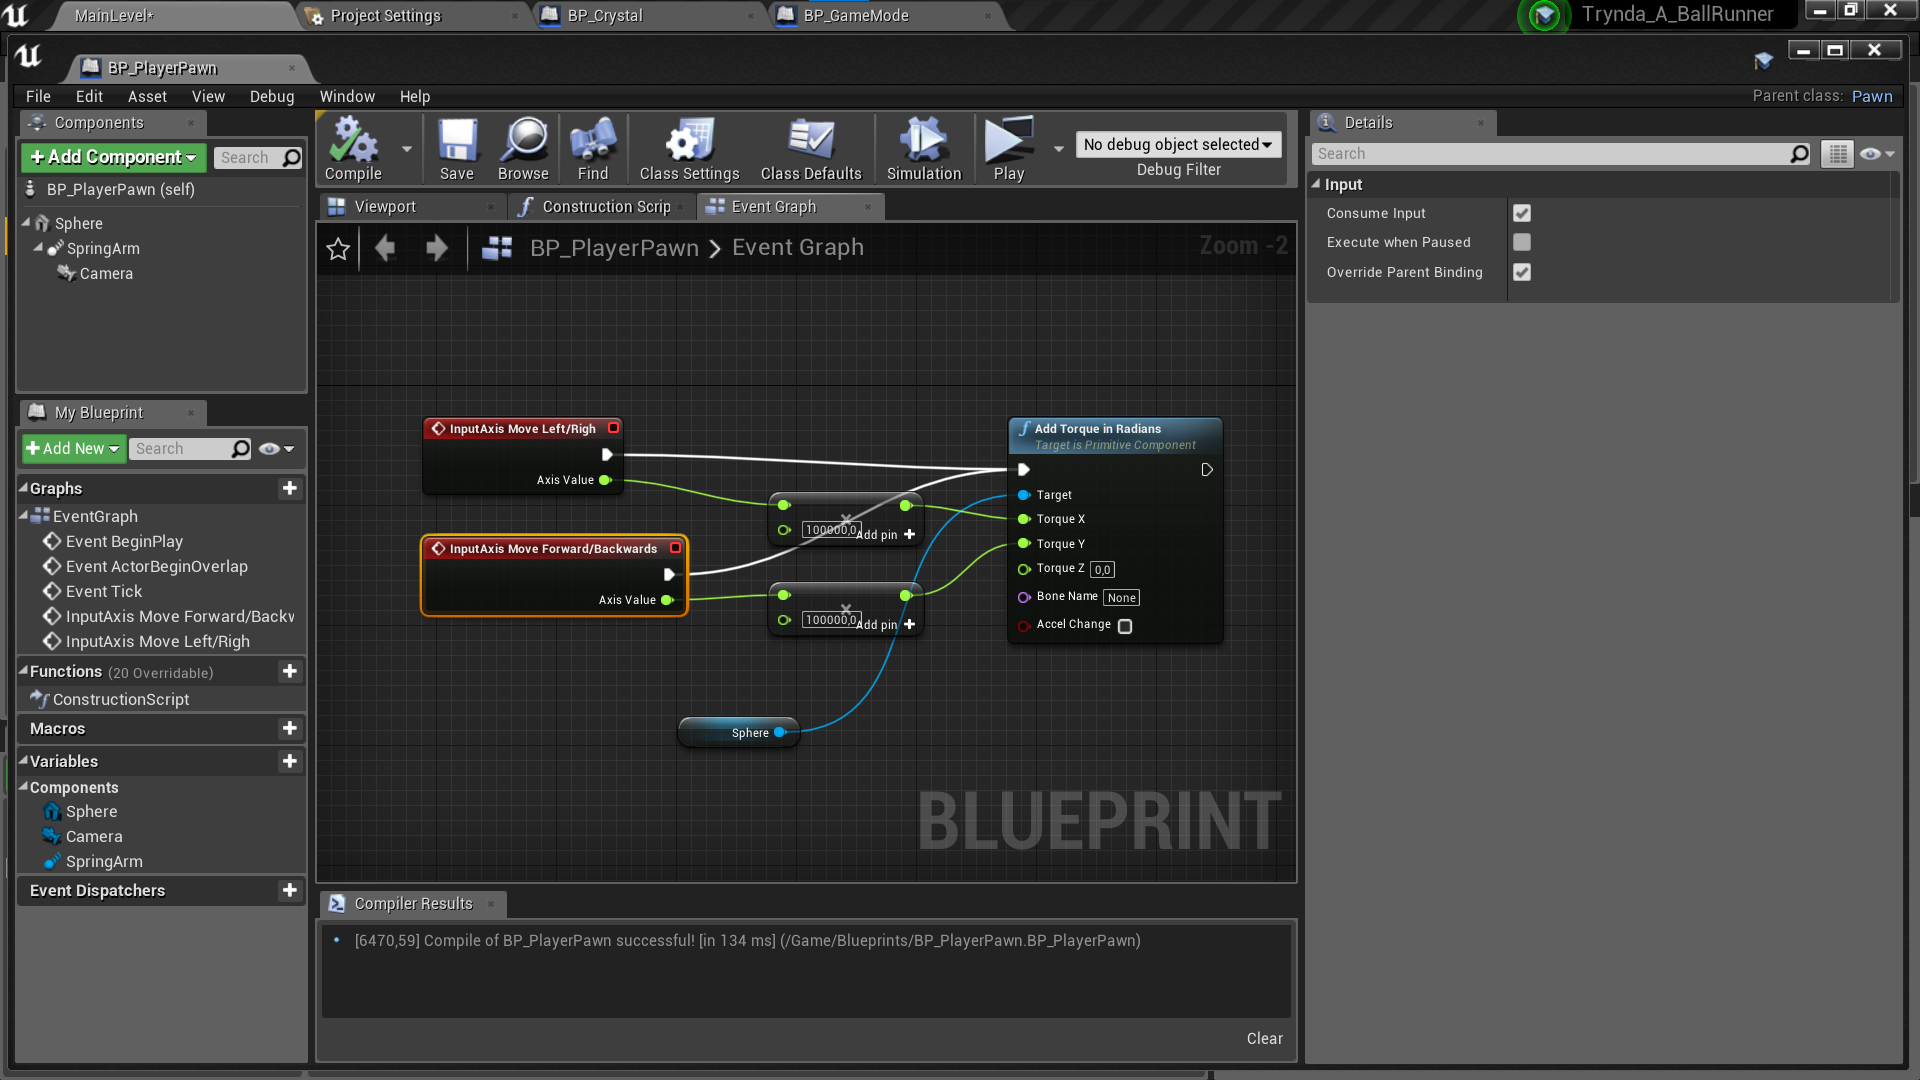 MainLevel*
Project Settings
BP_Crystal
BP_GameMode
Trynda_A_BallRunner
BP_PlayerPawn
File Edit Asset View Debug Window Help
Parent class: Pawn
Components
+Add Component
Search
BP_PlayerPawn (self)
Sphere
SpringArm
Camera
Compile
Save
Browse
Find
Class Settings
Class Defaults
Simulation
Play
No debug object selected
Debug Filter
Viewport
Construction Scrip
Event Graph
BP_PlayerPawn > Event Graph
Zoom -2
InputAxis Move Left/Righ
Axis Value
InputAxis Move Forward/Backwards
Axis Value
100000,0
Add pin +
100000,0
Add pin +
Sphere
Add Torque in Radians
Target is Primitive Component
Target
Torque X
Torque Y
Torque Z 0,0
Bone Name None
Accel Change
BLUEPRINT
My Blueprint
+Add New
Search
Graphs
EventGraph
Event BeginPlay
Event ActorBeginOverlap
Event Tick
InputAxis Move Forward/Backw
InputAxis Move Left/Righ
Functions (20 Overridable)
ConstructionScript
Macros
Variables
Components
Sphere
Camera
SpringArm
Event Dispatchers
Compiler Results
[6470,59] Compile of BP_PlayerPawn successful! [in 134 ms] (/Game/Blueprints/BP_PlayerPawn.BP_PlayerPawn)
Clear
Details
Search
Input
Consume Input
Execute when Paused
Override Parent Binding